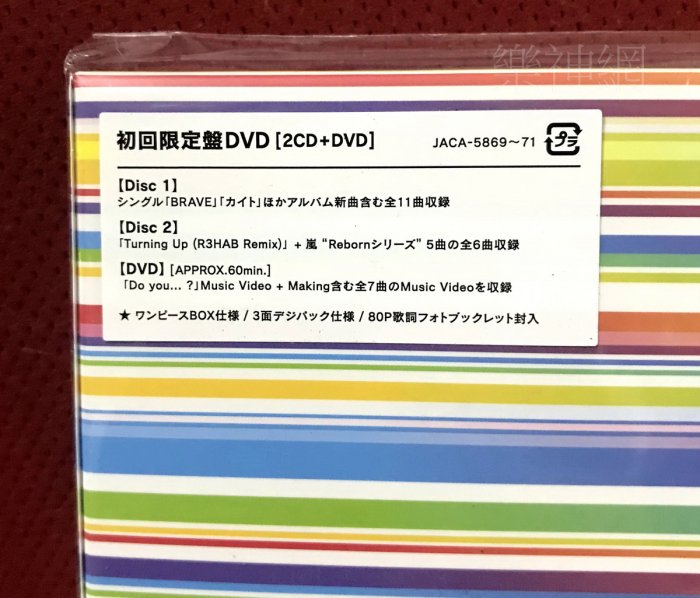 樂神網
初回限定盤DVD [2CD+DVD] JACA-5869〜71 プラ
【Disc 1】
シングル「BRAVE」「カイト」ほかアルバム新曲含む全11曲収録
【Disc 2】
「Turning Up (R3HAB Remix)」 + 嵐 “Rebornシリーズ” 5曲の全6曲収録
【DVD】 [APPROX.60min.]
「Do you... ?」Music Video + Making含む全7曲のMusic Videoを収録
★ ワンピースBOX仕様 / 3面デジパック仕様 / 80P歌詞フォトブックレット封入